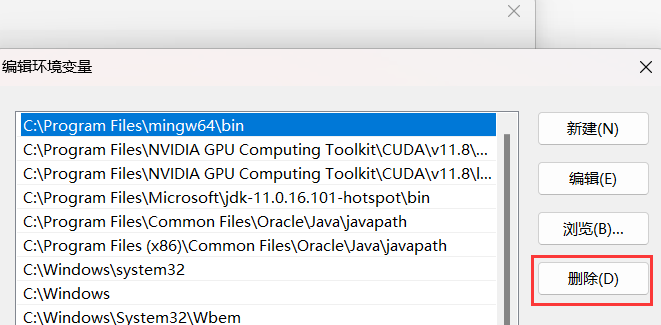 编辑环境变量
C:\Program Files\mingw64\bin
新建(N)
C:\Program Files\NVIDIA GPU Computing Toolkit\CUDA\v11.8\...
C:\Program Files\NVIDIA GPU Computing Toolkit\CUDA\v11.8\l...
编辑(E)
C:\Program Files\Microsoft\jdk-11.0.16.101-hotspot\bin
C:\Program Files\Common Files\Oracle\Java\javapath
浏览(B)...
C:\Program Files (x86)\Common Files\Oracle\Java\javapath
C:\Windows\system32
删除(D)
C:\Windows
C:\Windows\System32\Wbem